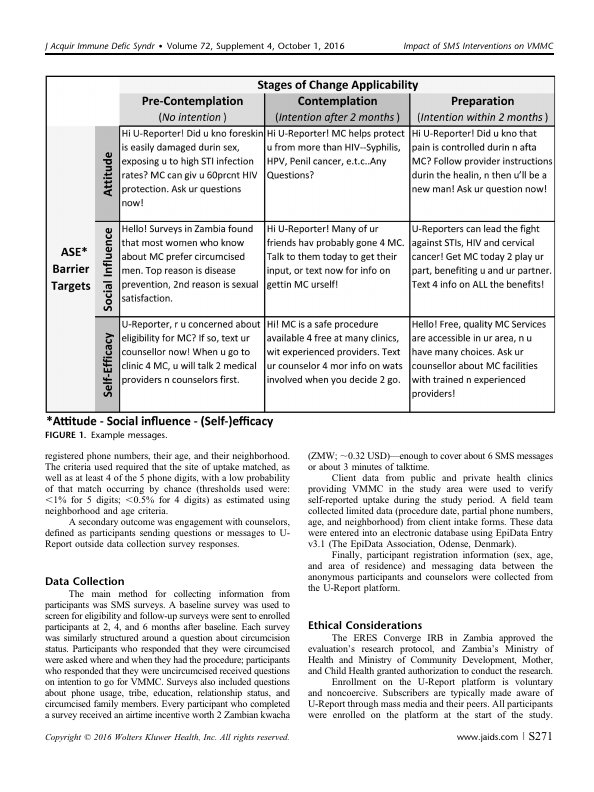 J Acquir Immune Defic Syndr • Volume 72, Supplement 4, October 1, 2016
Impact of SMS Interventions on VMMC
Stages of Change Applicability
Pre-Contemplation
(No intention )
Contemplation
(Intention after 2 months )
Preparation
(Intention within 2 months )
ASE*
Barrier
Targets
Attitude
Hi U-Reporter! Did u kno foreskin
is easily damaged durin sex,
exposing u to high STI infection
rates? MC can giv u 60prcnt HIV
protection. Ask ur questions
now!
Hi U-Reporter! MC helps protect
u from more than HIV--Syphilis,
HPV, Penil cancer, e.t.c..Any
Questions?
Hi U-Reporter! Did u kno that
pain is controlled durin n afta
MC? Follow provider instructions
durin the healin, n then u'll be a
new man! Ask ur question now!
Social Influence
Hello! Surveys in Zambia found
that most women who know
about MC prefer circumcised
men. Top reason is disease
prevention, 2nd reason is sexual
satisfaction.
Hi U-Reporter! Many of ur
friends hav probably gone 4 MC.
Talk to them today to get their
input, or text now for info on
gettin MC urself!
U-Reporters can lead the fight
against STIs, HIV and cervical
cancer! Get MC today 2 play ur
part, benefiting u and ur partner.
Text 4 info on ALL the benefits!
Self-Efficacy
U-Reporter, r u concerned about
eligibility for MC? If so, text ur
counsellor now! When u go to
clinic 4 MC, u will talk 2 medical
providers n counselors first.
Hi! MC is a safe procedure
available 4 free at many clinics,
wit experienced providers. Text
ur counselor 4 mor info on wats
involved when you decide 2 go.
Hello! Free, quality MC Services
are accessible in ur area, n u
have many choices. Ask ur
counsellor about MC facilities
with trained n experienced
providers!
*Attitude - Social influence - (Self-)efficacy
FIGURE 1. Example messages.
registered phone numbers, their age, and their neighborhood.
The criteria used required that the site of uptake matched, as
well as at least 4 of the 5 phone digits, with a low probability
of that match occurring by chance (thresholds used were:
<1% for 5 digits; <0.5% for 4 digits) as estimated using
neighborhood and age criteria.
A secondary outcome was engagement with counselors,
defined as participants sending questions or messages to U-
Report outside data collection survey responses.
Data Collection
The main method for collecting information from
participants was SMS surveys. A baseline survey was used to
screen for eligibility and follow-up surveys were sent to enrolled
participants at 2, 4, and 6 months after baseline. Each survey
was similarly structured around a question about circumcision
status. Participants who responded that they were circumcised
were asked where and when they had the procedure; participants
who responded that they were uncircumcised received questions
on intention to go for VMMC. Surveys also included questions
about phone usage, tribe, education, relationship status, and
circumcised family members. Every participant who completed
a survey received an airtime incentive worth 2 Zambian kwacha
(ZMW; ~0.32 USD)—enough to cover about 6 SMS messages
or about 3 minutes of talktime.
Client data from public and private health clinics
providing VMMC in the study area were used to verify
self-reported uptake during the study period. A field team
collected limited data (procedure date, partial phone numbers,
age, and neighborhood) from client intake forms. These data
were entered into an electronic database using EpiData Entry
v3.1 (The EpiData Association, Odense, Denmark).
Finally, participant registration information (sex, age,
and area of residence) and messaging data between the
anonymous participants and counselors were collected from
the U-Report platform.
Ethical Considerations
The ERES Converge IRB in Zambia approved the
evaluation's research protocol, and Zambia's Ministry of
Health and Ministry of Community Development, Mother,
and Child Health granted authorization to conduct the research.
Enrollment on the U-Report platform is voluntary
and noncoercive. Subscribers are typically made aware of
U-Report through mass media and their peers. All participants
were enrolled on the platform at the start of the study.
Copyright © 2016 Wolters Kluwer Health, Inc. All rights reserved.
www.jaids.com | S271